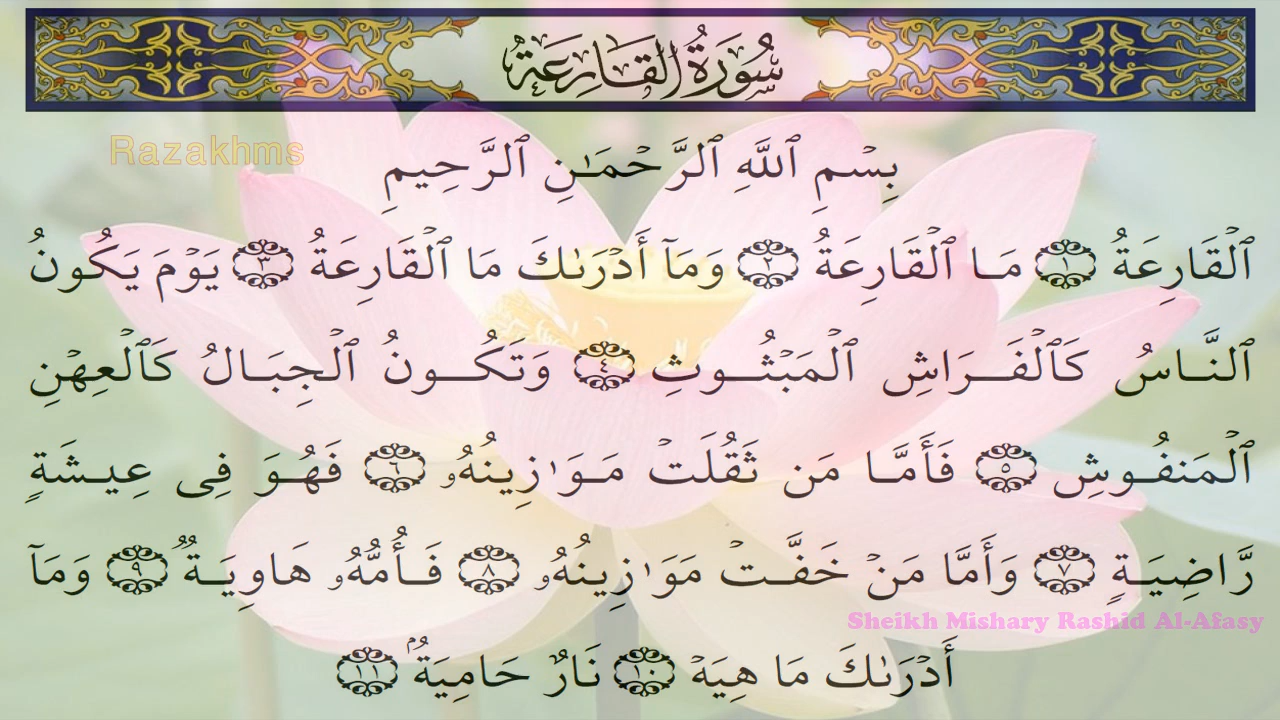 سُورَةُ القَارِعَةِ
Razakhms
بِسْمِ ٱللَّهِ ٱلرَّحْمَـٰنِ ٱلرَّحِيمِ
ٱلْقَارِعَةُ ١ مَا ٱلْقَارِعَةُ ٢ وَمَآ أَدْرَىٰكَ مَا ٱلْقَارِعَةُ ٣ يَوْمَ يَكُونُ
ٱلنَّاسُ كَٱلْفَرَاشِ ٱلْمَبْثُوثِ ٤ وَتَكُونُ ٱلْجِبَالُ كَٱلْعِهْنِ
ٱلْمَنفُوشِ ٥ فَأَمَّا مَن ثَقُلَتْ مَوَٰزِينُهُۥ ٦ فَهُوَ فِى عِيشَةٍ
رَّاضِيَةٍ ٧ وَأَمَّا مَنْ خَفَّتْ مَوَٰزِينُهُۥ ٨ فَأُمُّهُۥ هَاوِيَةٌ ٩ وَمَآ
Sheikh Mishary Rashid Al-Afasy
أَدْرَىٰكَ مَا هِيَهْ ١٠ نَارٌ حَامِيَةٌۢ ١١